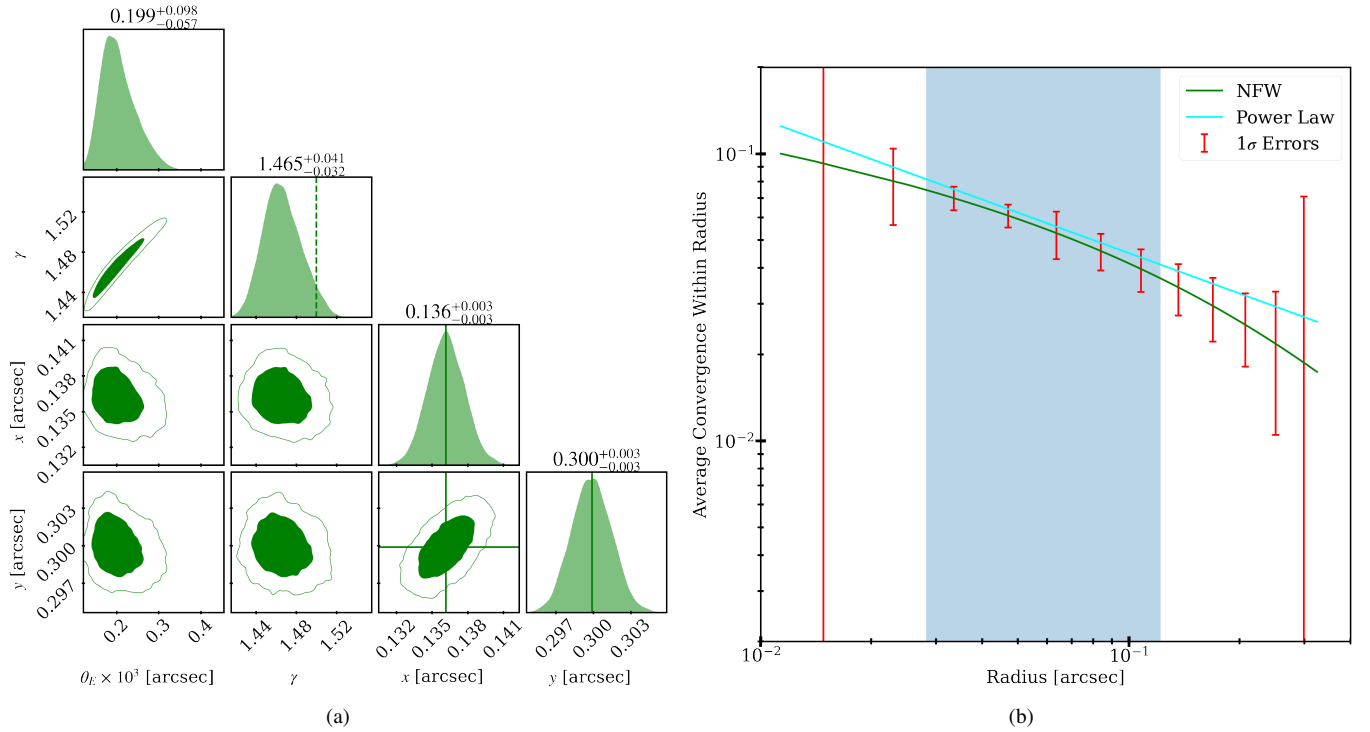 0.199+0.098−0.057
1.465+0.041−0.032
0.136+0.003−0.003
0.300+0.003−0.003
γ
1.52
1.48
1.44
x [arcsec]
0.141
0.138
0.135
0.132
y [arcsec]
0.303
0.300
0.297
0.2 0.3 0.4
1.44 1.48 1.52
0.132 0.135 0.138 0.141
0.297 0.300 0.303
θE × 10³ [arcsec]
γ
x [arcsec]
y [arcsec]
(a)
NFW
Power Law
1σ Errors
Average Convergence Within Radius
10⁻¹
10⁻²
10⁻² 10⁻¹
Radius [arcsec]
(b)